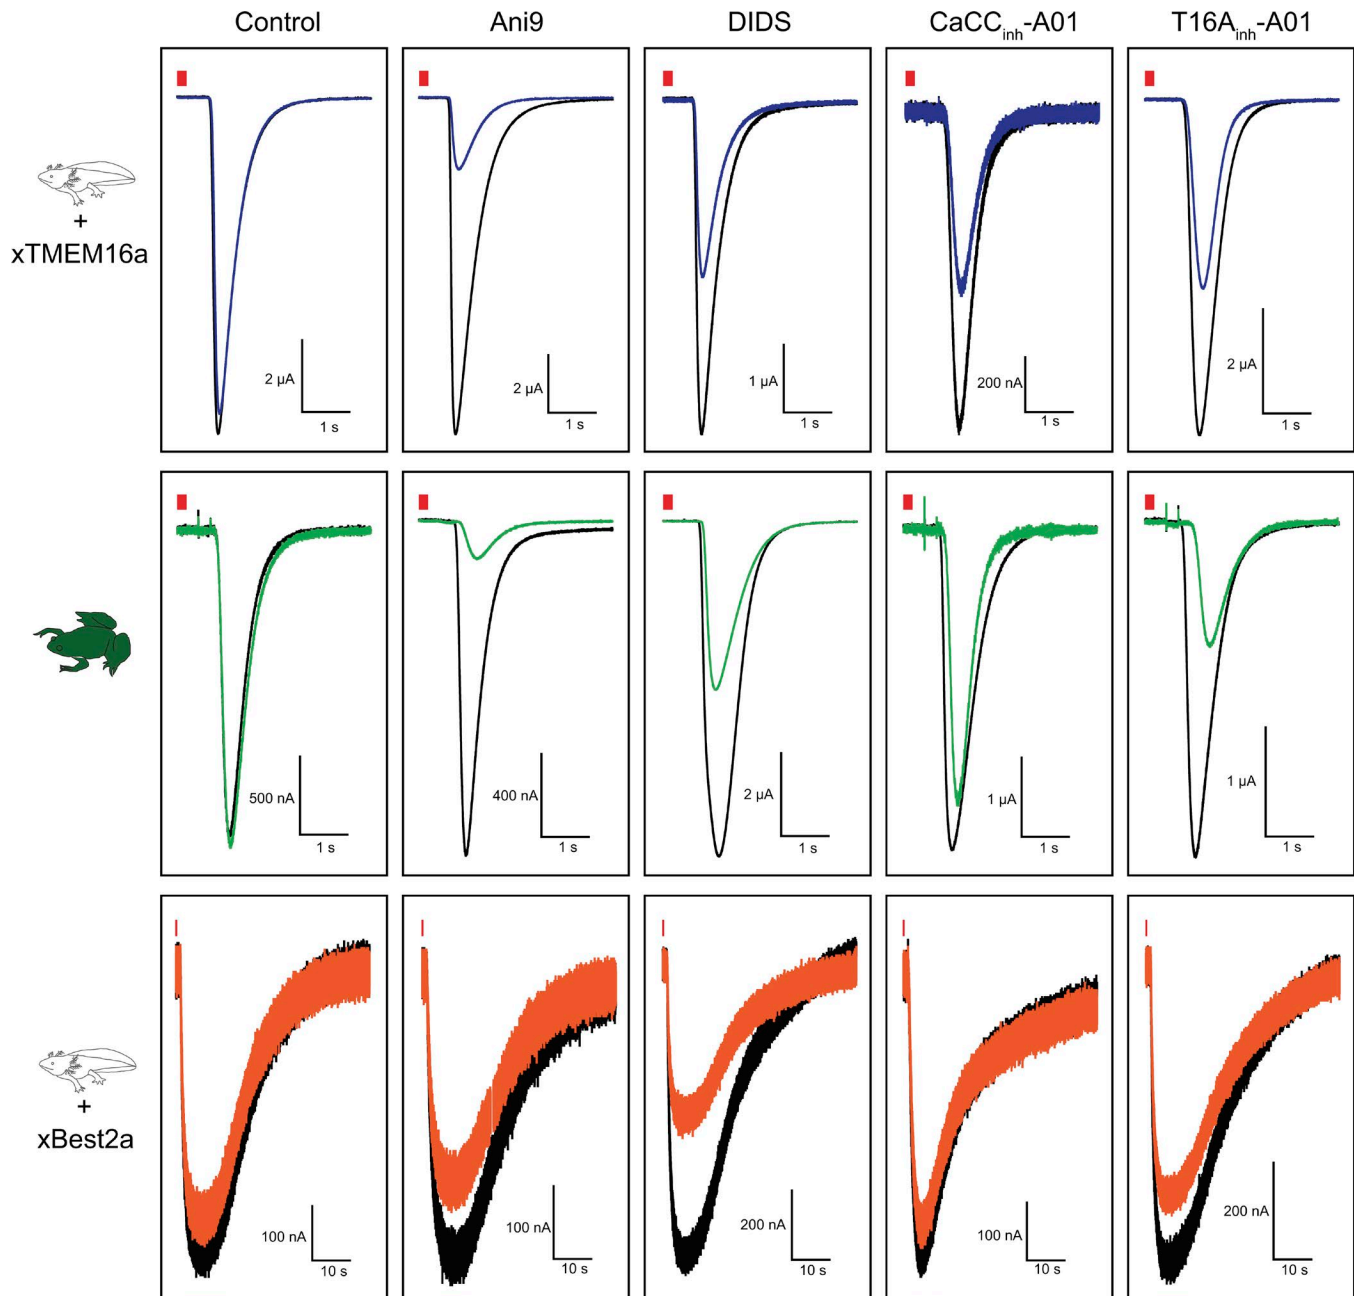 Control Ani9 DIDS CaCCinh-A01 T16Ainh-A01
+
xTMEM16a
2 µA
1 s
2 µA
1 s
1 µA
1 s
200 nA
1 s
2 µA
1 s
500 nA
1 s
400 nA
1 s
2 µA
1 s
1 µA
1 s
1 µA
1 s
+
xBest2a
100 nA
10 s
100 nA
10 s
200 nA
10 s
100 nA
10 s
200 nA
10 s